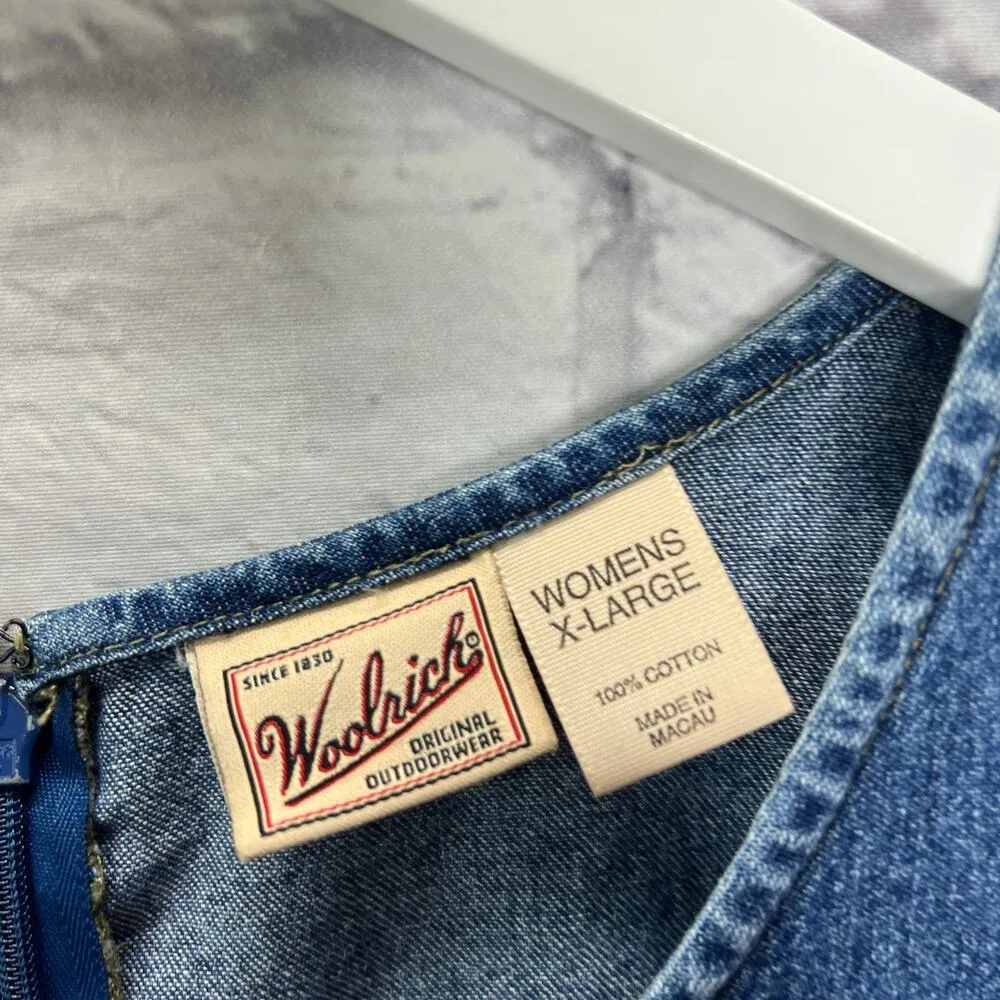 SINCE 1830
Woolrich®
ORIGINAL
OUTDOORWEAR
WOMENS
X-LARGE
100% COTTON
MADE IN
MACAU